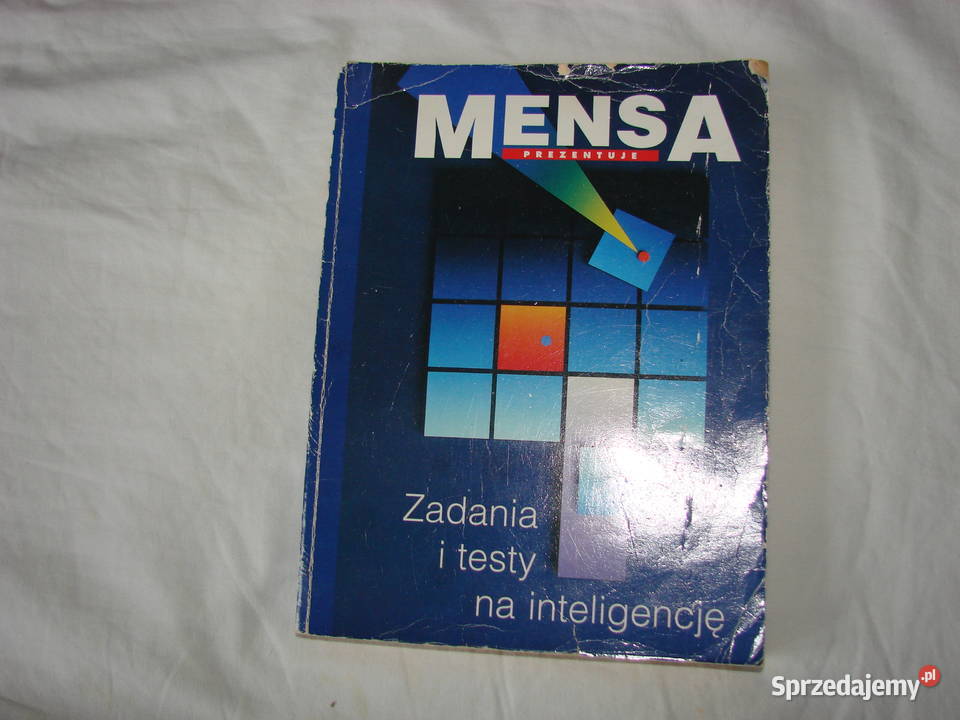 MENSA
PREZENTUJE
Zadania
i testy
na inteligencję
Sprzedajemy.pl